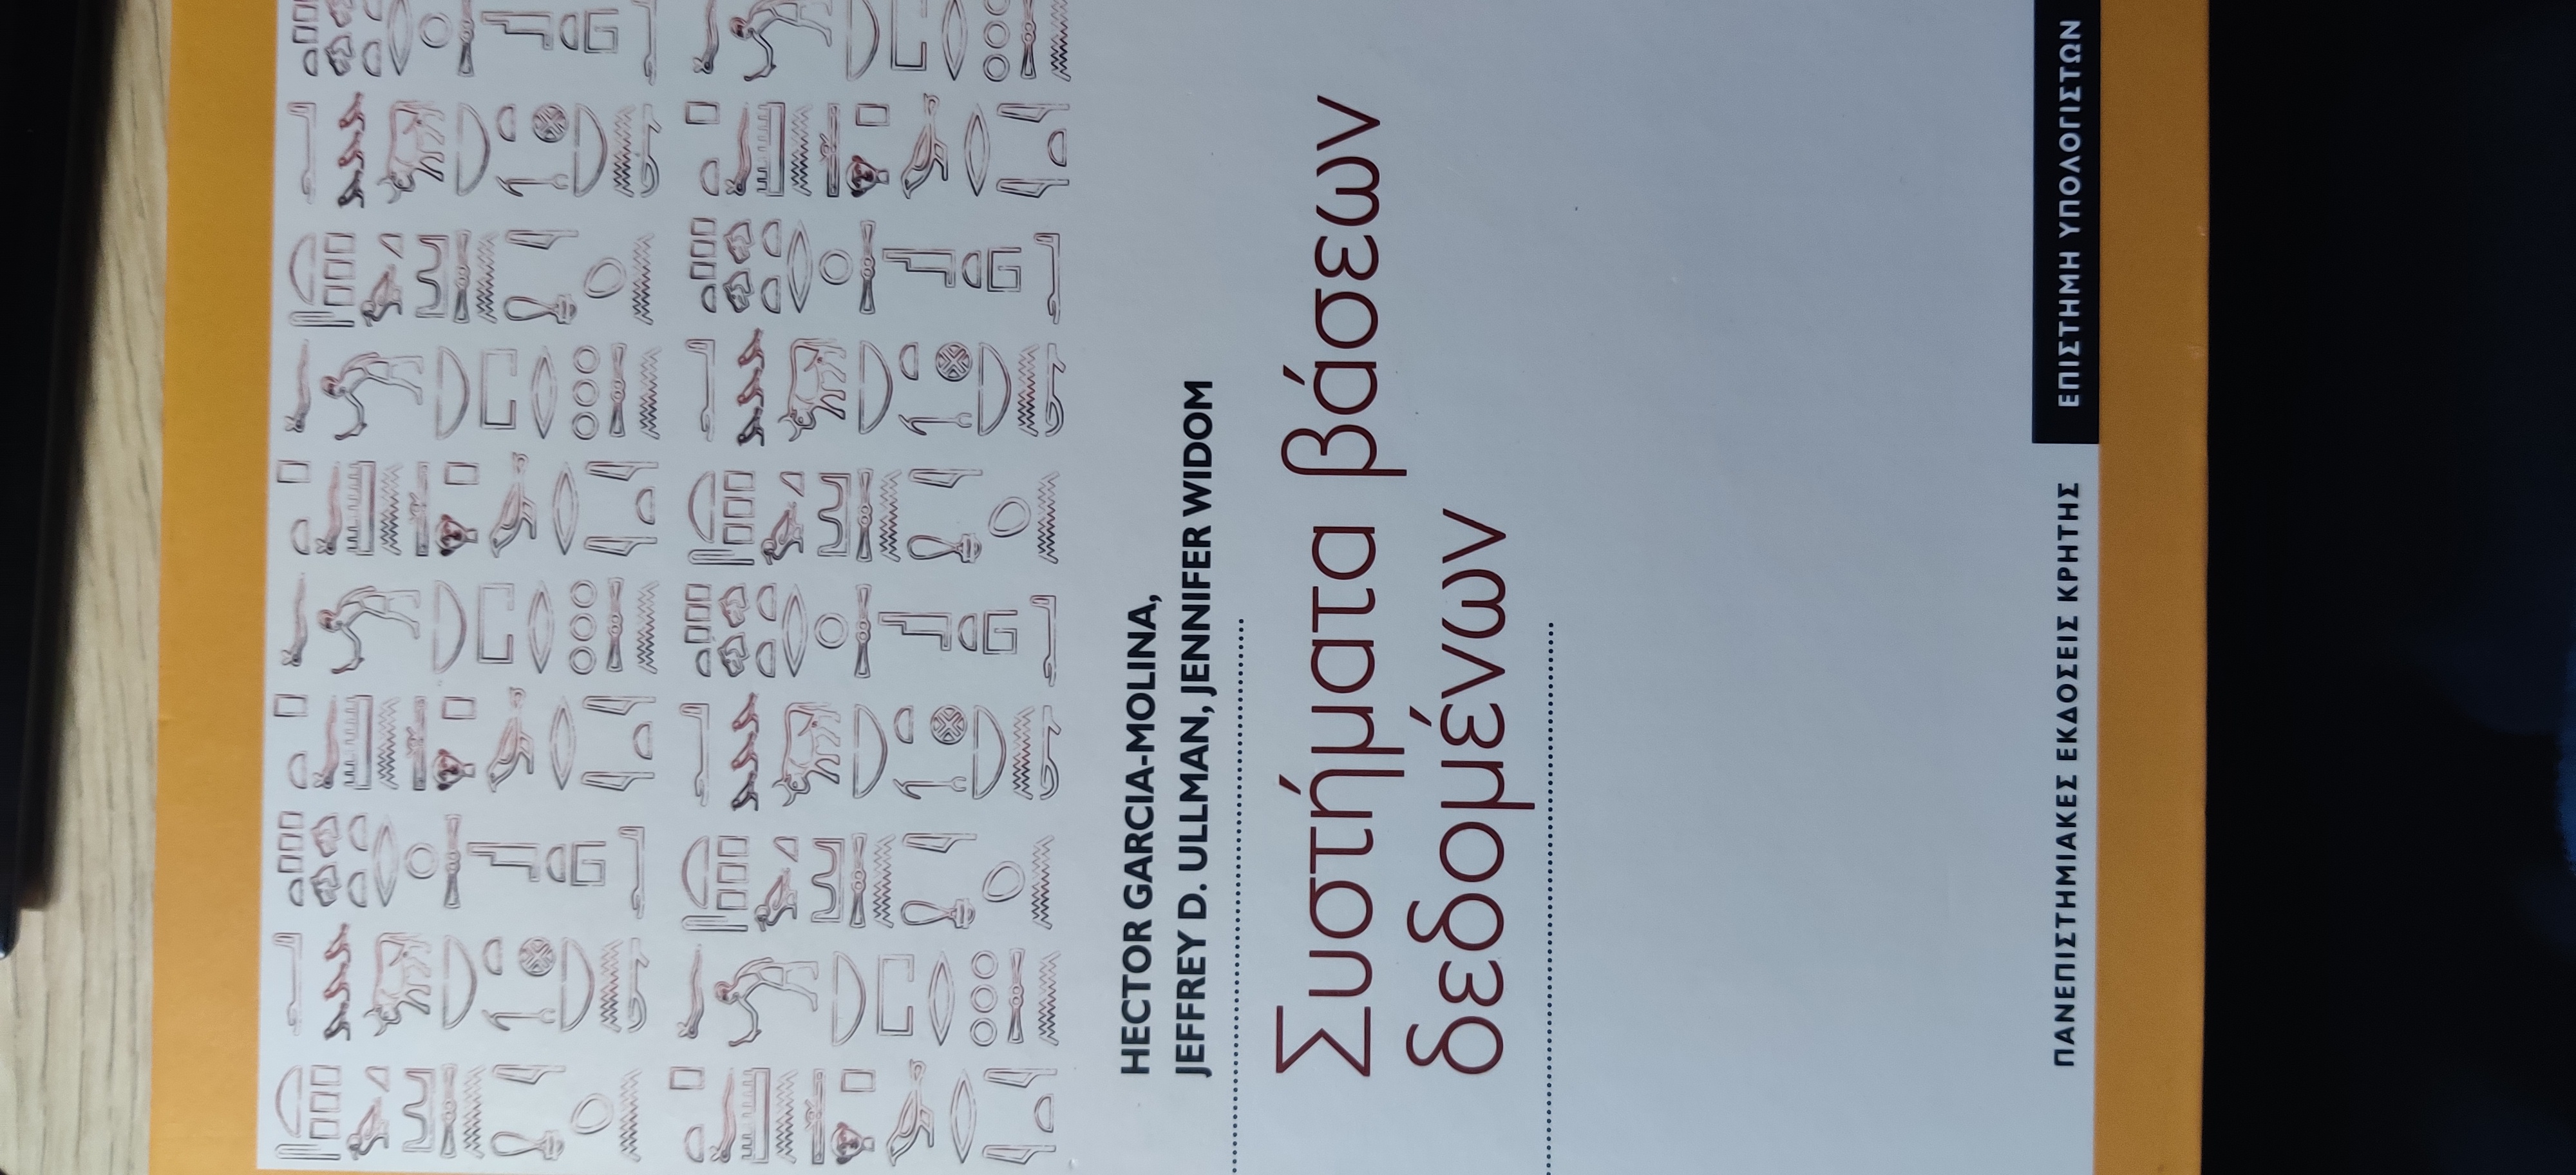 HECTOR GARCIA-MOLINA,
JEFFREY D. ULLMAN, JENNIFER WIDOM
Συστήματα βάσεων
δεδομένων
ΠΑΝΕΠΙΣΤΗΜΙΑΚΕΣ ΕΚΔΟΣΕΙΣ ΚΡΗΤΗΣ
ΕΠΙΣΤΗΜΗ ΥΠΟΛΟΓΙΣΤΩΝ